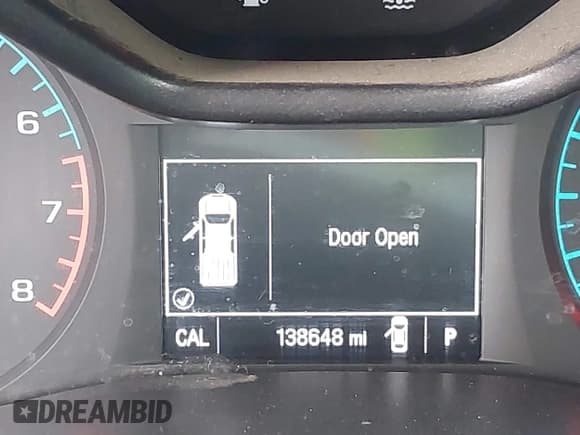 6
7
8
Door Open
CAL 138648 mi P
DREAMBID